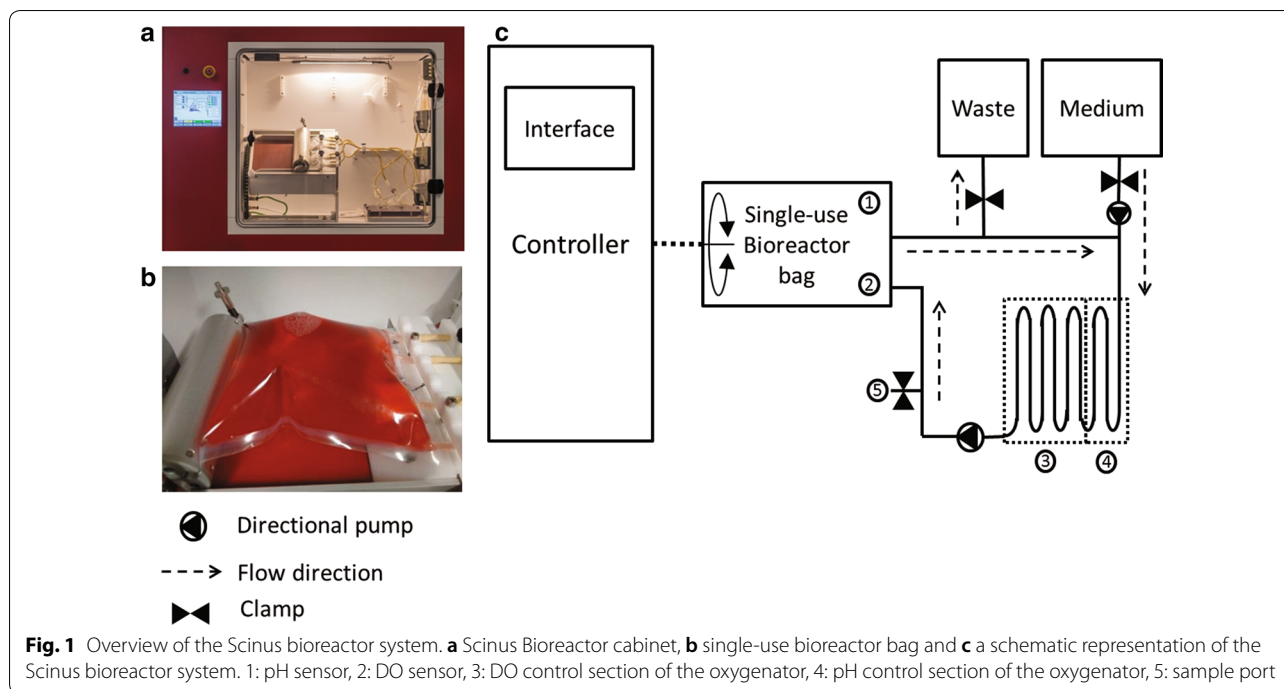 a
b
c
Interface
Controller
Single-use
Bioreactor
bag
①
②
Waste
Medium
⑤
③
④
Directional pump
Flow direction
Clamp
Fig. 1 Overview of the Scinus bioreactor system. a Scinus Bioreactor cabinet, b single-use bioreactor bag and c a schematic representation of the
Scinus bioreactor system. 1: pH sensor, 2: DO sensor, 3: DO control section of the oxygenator, 4: pH control section of the oxygenator, 5: sample port